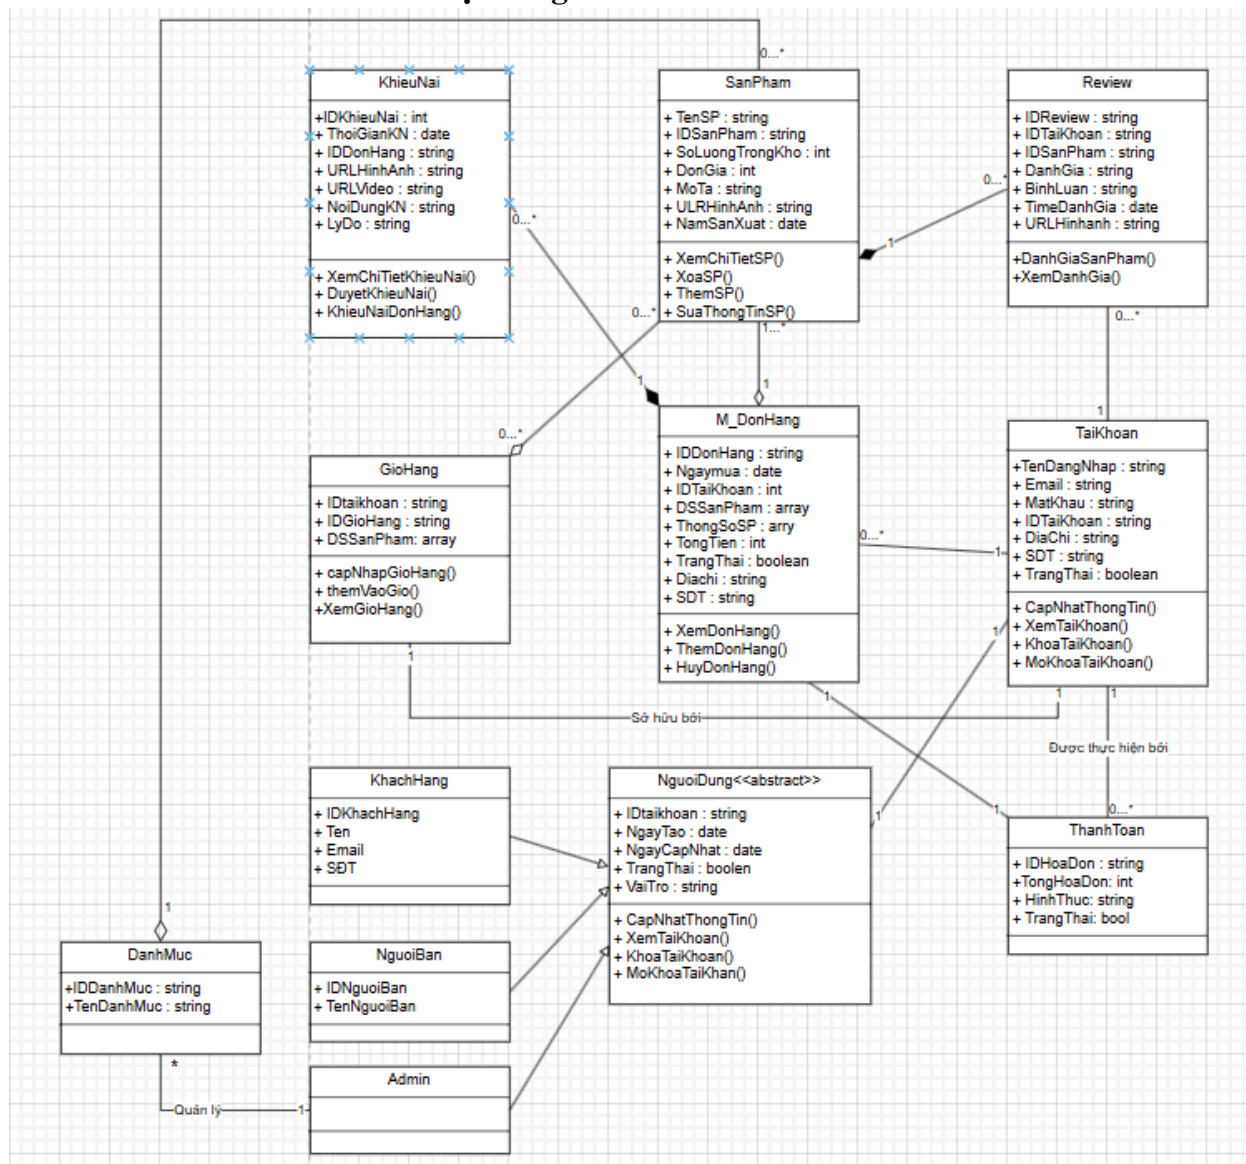 0...*
KhieuNai
+IDKhieuNai : int
+ ThoiGianKN : date
+ IDDonHang : string
+ URLHinhAnh : string
+ URLVideo : string
+ NoiDungKN : string
+ LyDo : string
+ XemChiTietKhieuNai()
+ DuyetKhieuNai()
+ KhieuNaiDonHang()
0...*
SanPham
+ TenSP : string
+ IDSanPham : string
+ SoLuongTrongKho : int
+ DonGia : int
+ MoTa : string
+ ULRHinhAnh : string
+ NamSanXuat : date
+ XemChiTietSP()
+ XoaSP()
+ ThemSP()
+ SuaThongTinSP()
0...*
1
0...*
1...*
1
1
Review
+ IDReview : string
+ IDTaiKhoan : string
+ IDSanPham : string
+ DanhGia : string
+ BinhLuan : string
+ TimeDanhGia : date
+ URLHinhanh : string
+DanhGiaSanPham()
+XemDanhGia()
0...*
1
0...*
GioHang
+ IDtaikhoan : string
+ IDGioHang : string
+ DSSanPham: array
+ capNhapGioHang()
+ themVaoGio()
+XemGioHang()
1
M_DonHang
+ IDDonHang : string
+ Ngaymua : date
+ IDTaiKhoan : int
+ DSSanPham : array
+ ThongSoSP : arry
+ TongTien : int
+ TrangThai : boolean
+ Diachi : string
+ SDT : string
+ XemDonHang()
+ ThemDonHang()
+ HuyDonHang()
0...*
1
1
TaiKhoan
+TenDangNhap : string
+ Email : string
+ MatKhau : string
+ IDTaiKhoan : string
+ DiaChi : string
+ SDT : string
+ TrangThai : boolean
+ CapNhatThongTin()
+ XemTaiKhoan()
+ KhoaTaiKhoan()
+ MoKhoaTaiKhoan()
1
1
1
Sở hữu bởi
Được thực hiện bởi
KhachHang
+ IDKhachHang
+ Ten
+ Email
+ SĐT
NguoiDung<<abstract>>
+ IDtaikhoan : string
+ NgayTao : date
+ NgayCapNhat : date
+ TrangThai : boolen
+ VaiTro : string
+ CapNhatThongTin()
+ XemTaiKhoan()
+ KhoaTaiKhoan()
+ MoKhoaTaiKhan()
1
1
0...*
ThanhToan
+ IDHoaDon : string
+TongHoaDon: int
+ HinhThuc: string
+ TrangThai: bool
1
DanhMuc
+IDDanhMuc : string
+TenDanhMuc : string
*
NguoiBan
+ IDNguoiBan
+ TenNguoiBan
Admin
Quản lý
1